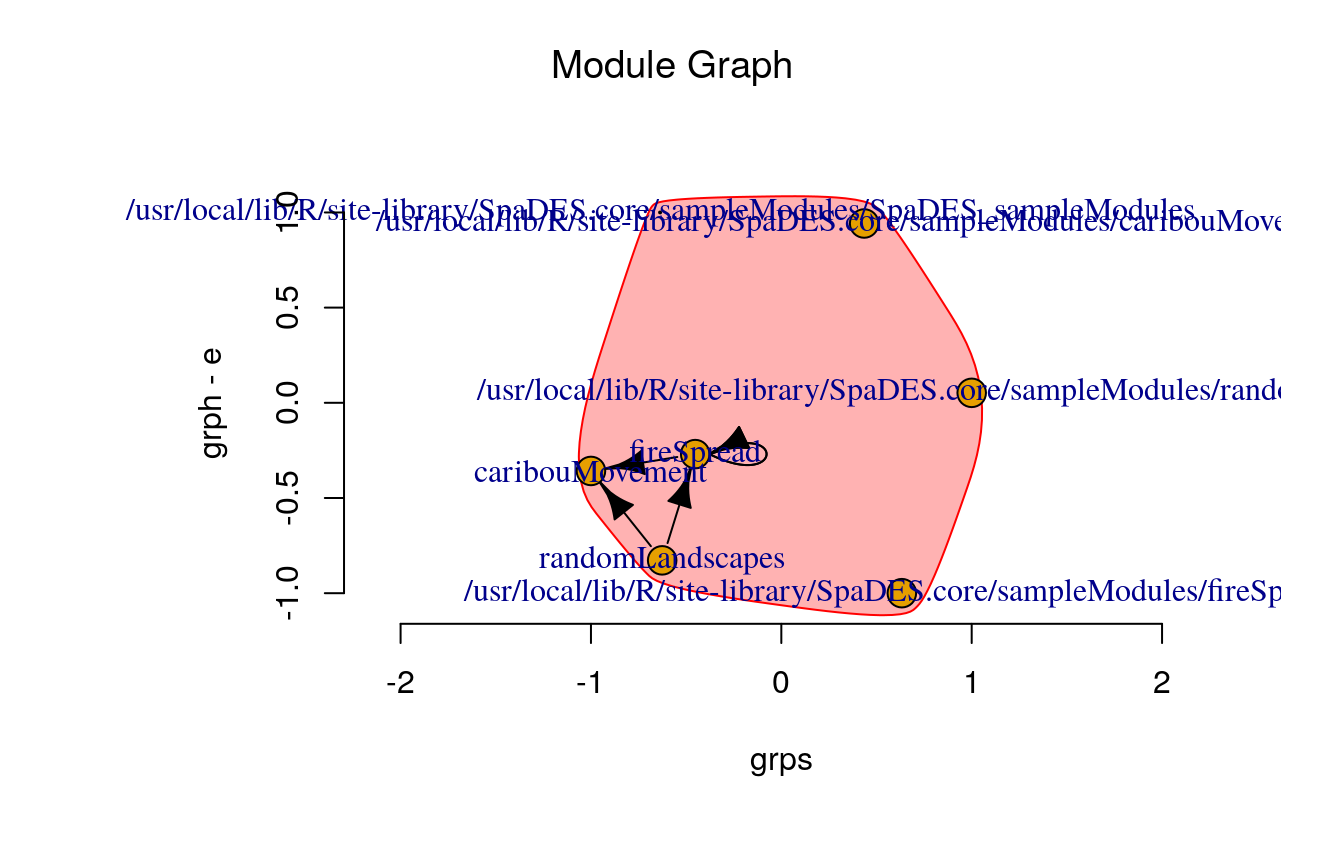 Module Graph
/usr/local/lib/R/site-library/SpaDES.core/sampleModules/SpaDES_sampleModules
/usr/local/lib/R/site-library/SpaDES.core/sampleModules/caribouMove
/usr/local/lib/R/site-library/SpaDES.core/sampleModules/rando
fireSpread
caribouMovement
randomLandscapes
/usr/local/lib/R/site-library/SpaDES.core/sampleModules/fireSp
1.0
0.5
0.0
-0.5
-1.0
grph - e
-2 -1 0 1 2
grps